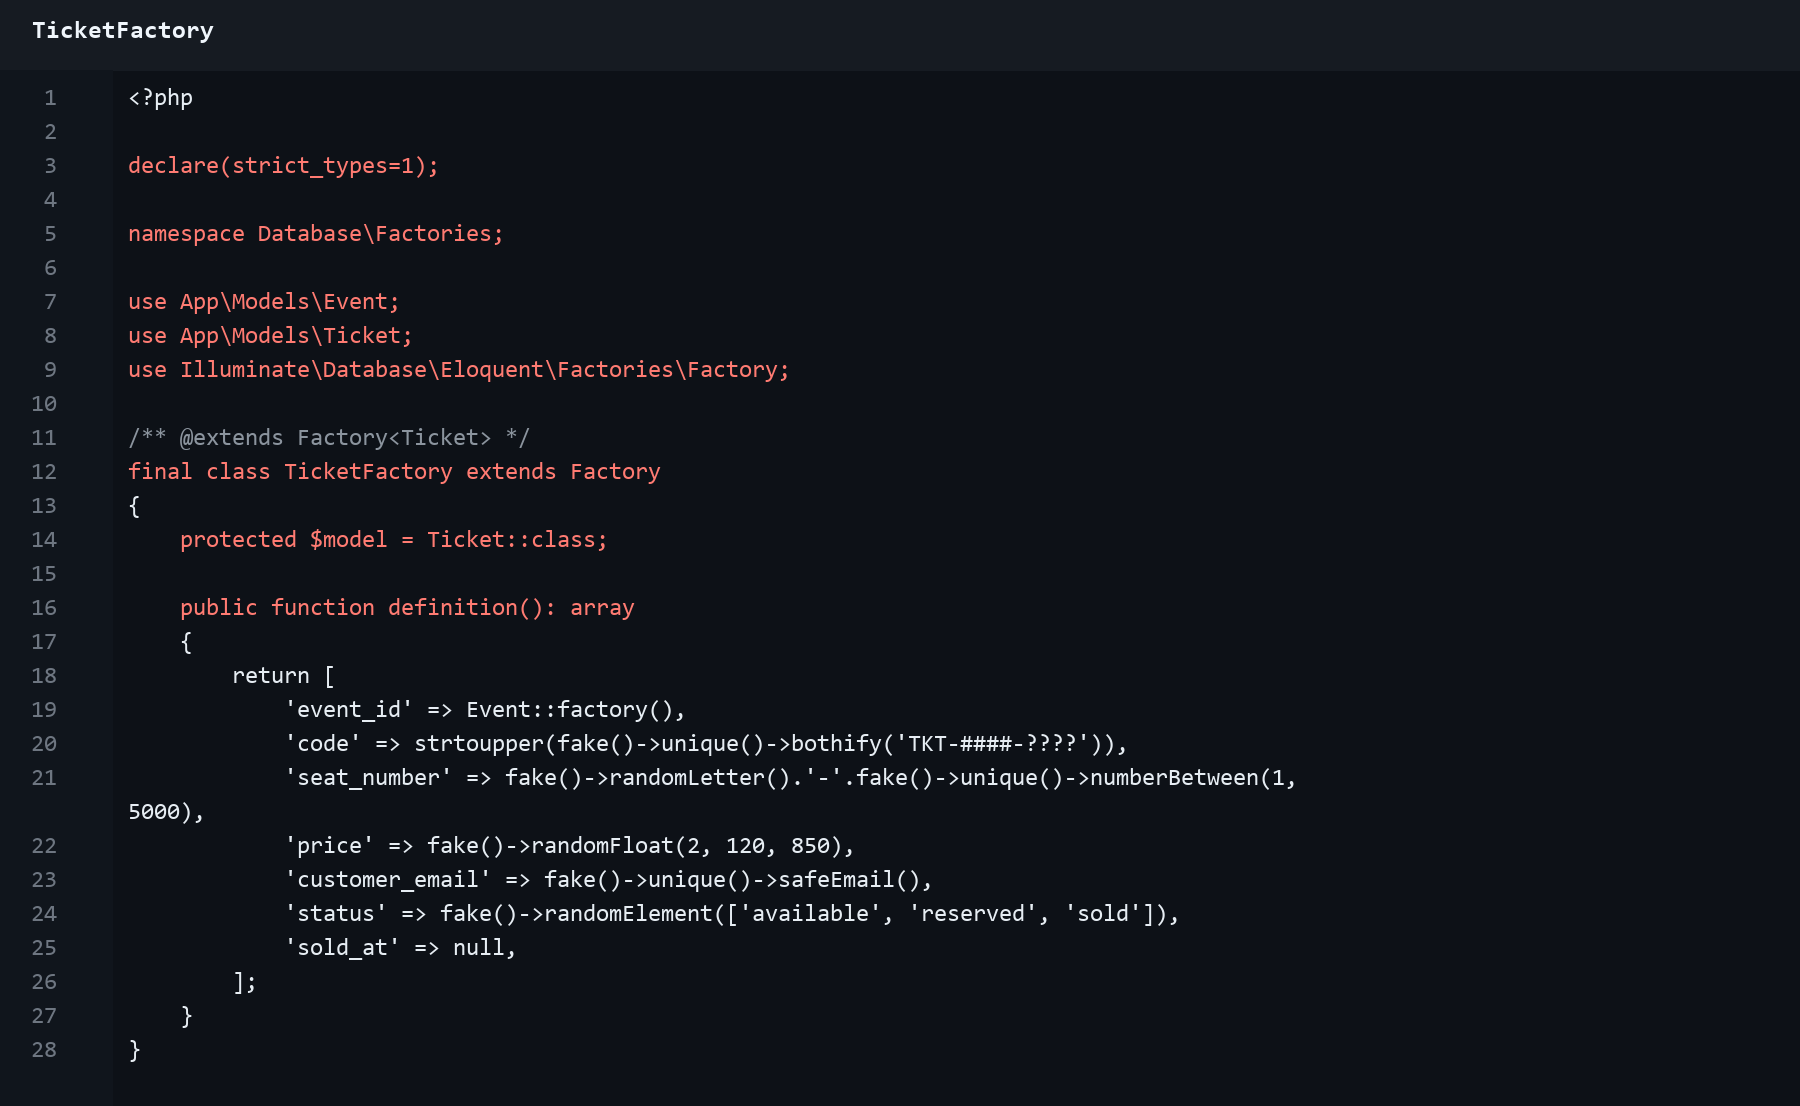 TicketFactory
1 <?php
2
3 declare(strict_types=1);
4
5 namespace Database\Factories;
6
7 use App\Models\Event;
8 use App\Models\Ticket;
9 use Illuminate\Database\Eloquent\Factories\Factory;
10
11 /** @extends Factory<Ticket> */
12 final class TicketFactory extends Factory
13 {
14     protected $model = Ticket::class;
15
16     public function definition(): array
17     {
18         return [
19             'event_id' => Event::factory(),
20             'code' => strtoupper(fake()->unique()->bothify('TKT-####-????')),
21             'seat_number' => fake()->randomLetter().'-'.fake()->unique()->numberBetween(1,
5000),
22             'price' => fake()->randomFloat(2, 120, 850),
23             'customer_email' => fake()->unique()->safeEmail(),
24             'status' => fake()->randomElement(['available', 'reserved', 'sold']),
25             'sold_at' => null,
26         ];
27     }
28 }